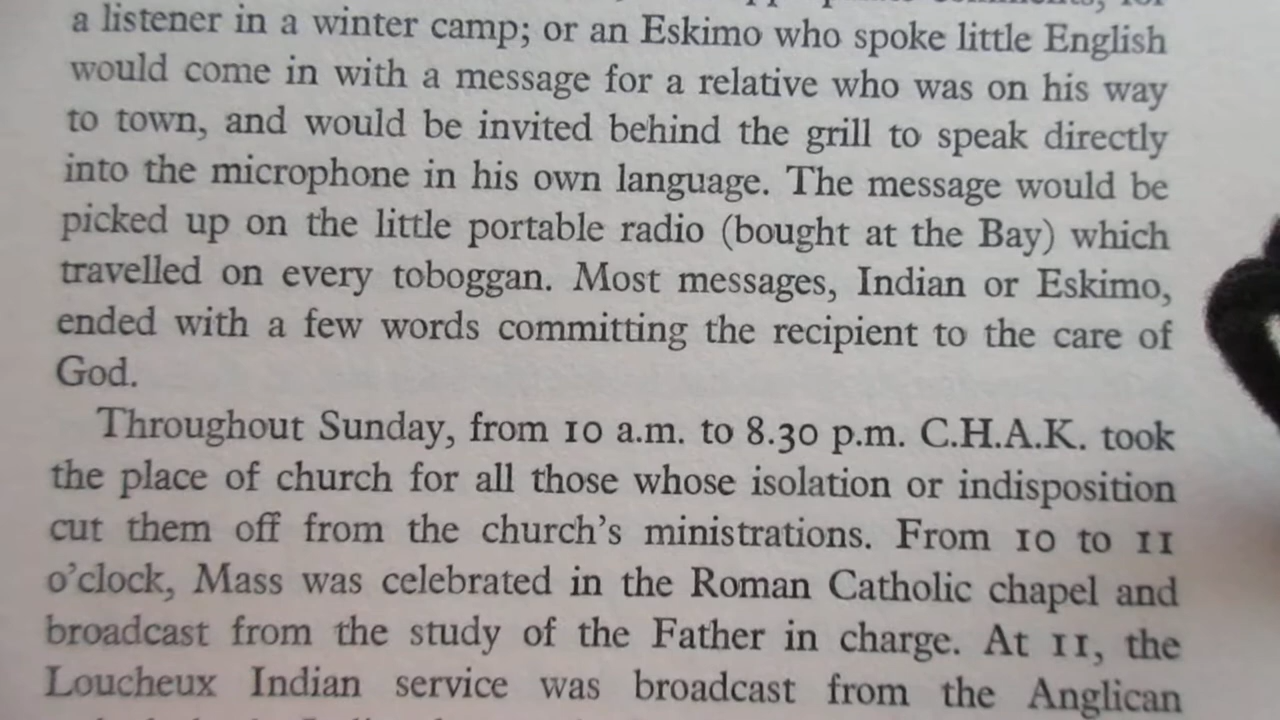 a listener in a winter camp; or an Eskimo who spoke little English
would come in with a message for a relative who was on his way
to town, and would be invited behind the grill to speak directly
into the microphone in his own language. The message would be
picked up on the little portable radio (bought at the Bay) which
travelled on every toboggan. Most messages, Indian or Eskimo,
ended with a few words committing the recipient to the care of
God.
Throughout Sunday, from 10 a.m. to 8.30 p.m. C.H.A.K. took
the place of church for all those whose isolation or indisposition
cut them off from the church's ministrations. From 10 to 11
o'clock, Mass was celebrated in the Roman Catholic chapel and
broadcast from the study of the Father in charge. At 11, the
Loucheux Indian service was broadcast from the Anglican